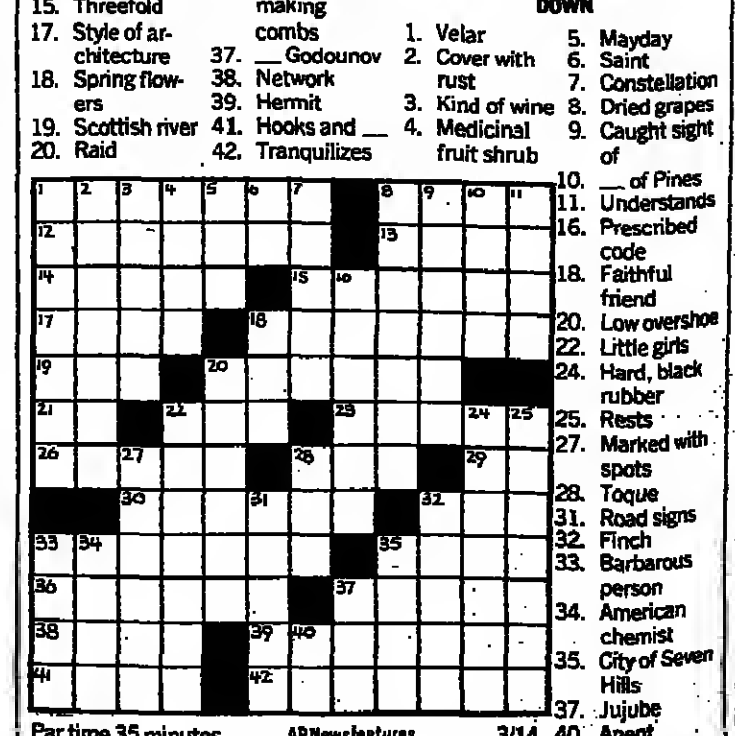 15. Threefold
17. Style of ar-
chitecture
18. Spring flow-
ers
19. Scottish river
20. Raid
making
combs
37. __ Godounov
38. Network
39. Hermit
41. Hooks and __
42. Tranquilizes
DOWN
1. Velar
2. Cover with
rust
3. Kind of wine
4. Medicinal
fruit shrub
5. Mayday
6. Saint
7. Constellation
8. Dried grapes
9. Caught sight
of
10. __ of Pines
11. Understands
16. Prescribed
code
18. Faithful
friend
20. Low overshoe
22. Little girls
24. Hard, black
rubber
25. Rests
27. Marked with
spots
28. Toque
31. Road signs
32. Finch
33. Barbarous
person
34. American
chemist
35. City of Seven
Hills
37. Jujube
40. Apent
1 2 3 4 5 6 7 8 9 10 11
12 13
14 15 16
17 18
19 20
21 22 23 24 25
26 27 28 29
30 31 32
33 34 35
36 37
38 39 40
41 42
Par time 35 minutes AP Newsfeatures 3/14